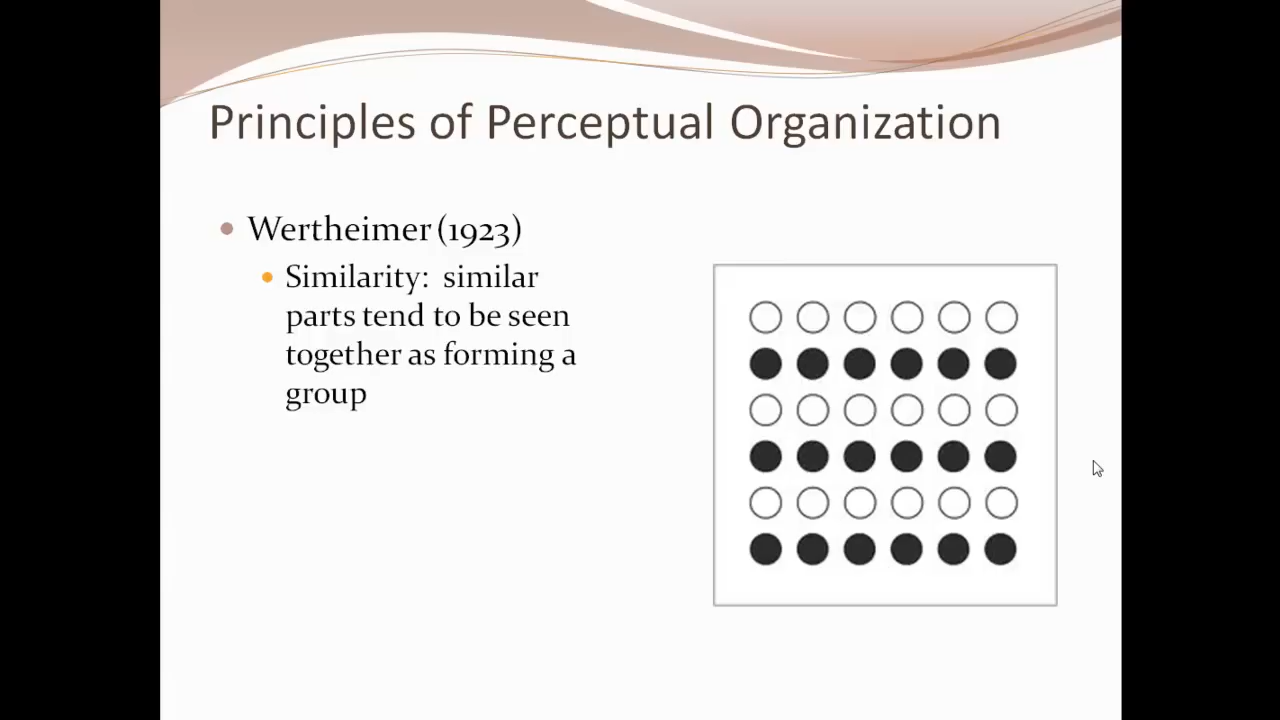 Principles of Perceptual Organization
Wertheimer (1923)
Similarity:  similar
parts tend to be seen
together as forming a
group